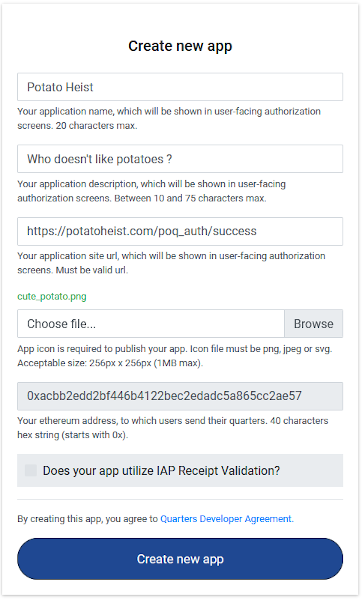 Create new app
Potato Heist
Your application name, which will be shown in user-facing authorization
screens. 20 characters max.
Who doesn't like potatoes ?
Your application description, which will be shown in user-facing
authorization screens. Between 10 and 75 characters max.
https://potatoheist.com/poq_auth/success
Your application site url, which will be shown in user-facing authorization
screens. Must be valid url.
cute_potato.png
Choose file...
Browse
App icon is required to publish your app. Icon file must be png, jpeg or svg.
Acceptable size: 256px x 256px (1MB max).
0xacbb2edd2bf446b4122bec2edadc5a865cc2ae57
Your ethereum address, to which users send their quarters. 40 characters
hex string (starts with 0x).
Does your app utilize IAP Receipt Validation?
By creating this app, you agree to Quarters Developer Agreement.
Create new app